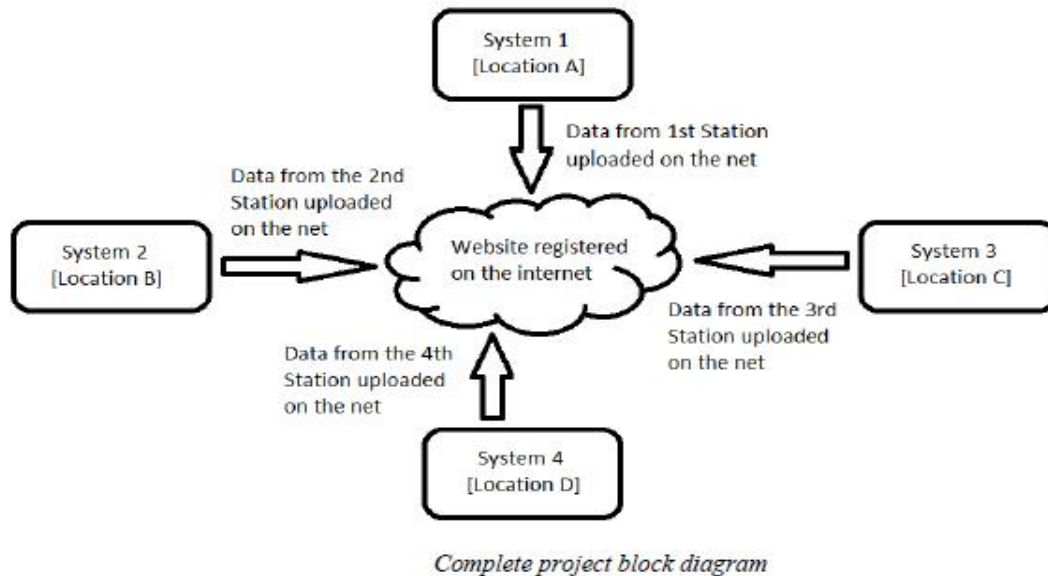 System 1
[Location A]
Data from 1st Station
uploaded on the net
Data from the 2nd
Station uploaded
on the net
System 2
[Location B]
Website registered
on the internet
System 3
[Location C]
Data from the 3rd
Station uploaded
on the net
Data from the 4th
Station uploaded
on the net
System 4
[Location D]
Complete project block diagram